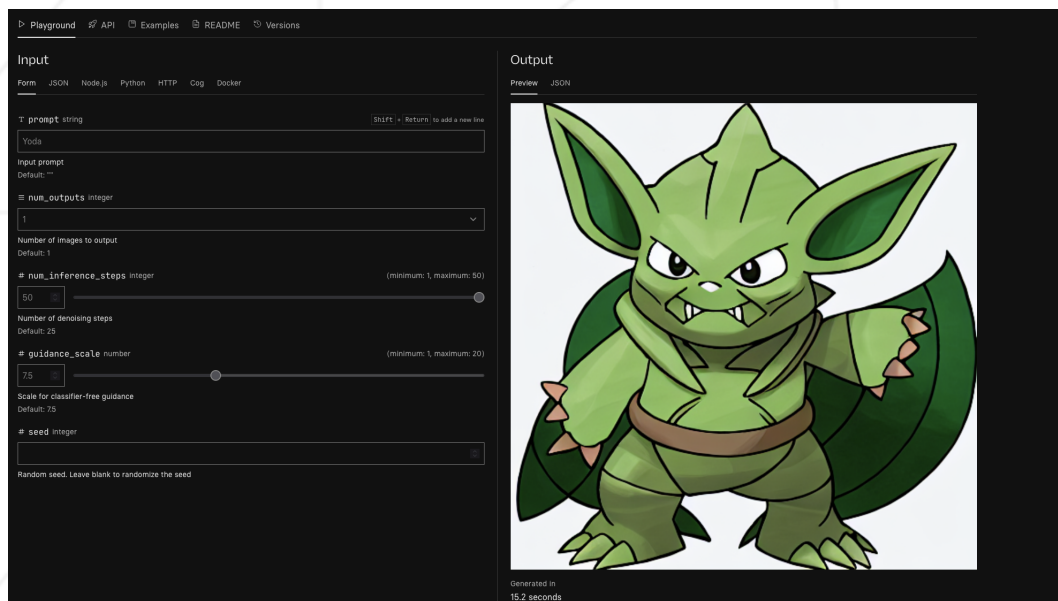 Playground API Examples README Versions
Input
Form JSON Node.js Python HTTP Cog Docker
T prompt string Shift + Return to add a new line
Yoda
Input prompt
Default: ""
num_outputs integer
1
Number of images to output
Default: 1
# num_inference_steps integer (minimum: 1, maximum: 50)
50
Number of denoising steps
Default: 25
# guidance_scale number (minimum: 1, maximum: 20)
7.5
Scale for classifier-free guidance
Default: 7.5
# seed integer
Random seed. Leave blank to randomize the seed
Output
Preview JSON
Generated in
15.2 seconds